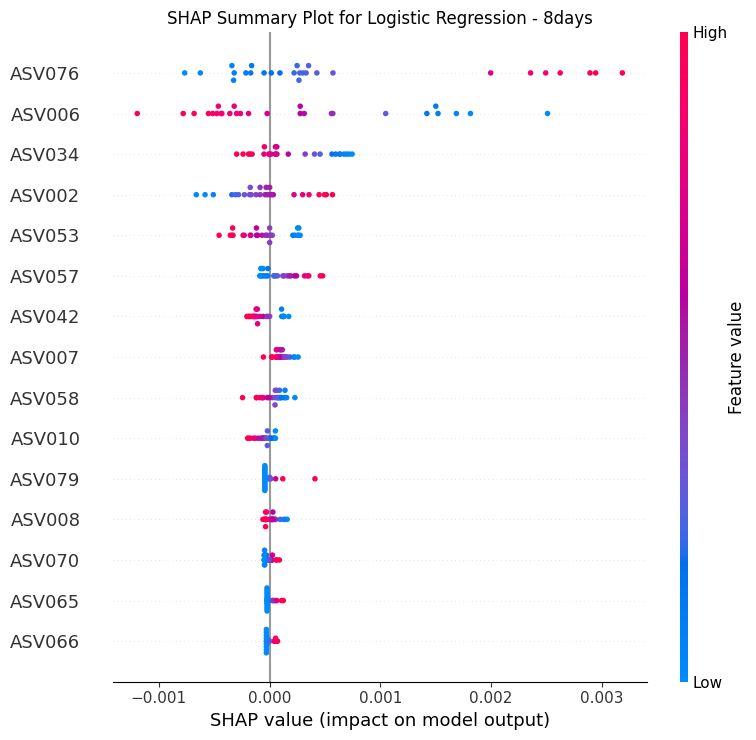 SHAP Summary Plot for Logistic Regression - 8days
High
ASV076
ASV006
ASV034
ASV002
ASV053
ASV057
ASV042
ASV007
ASV058
ASV010
ASV079
ASV008
ASV070
ASV065
ASV066
Feature value
Low
−0.001 0.000 0.001 0.002 0.003
SHAP value (impact on model output)